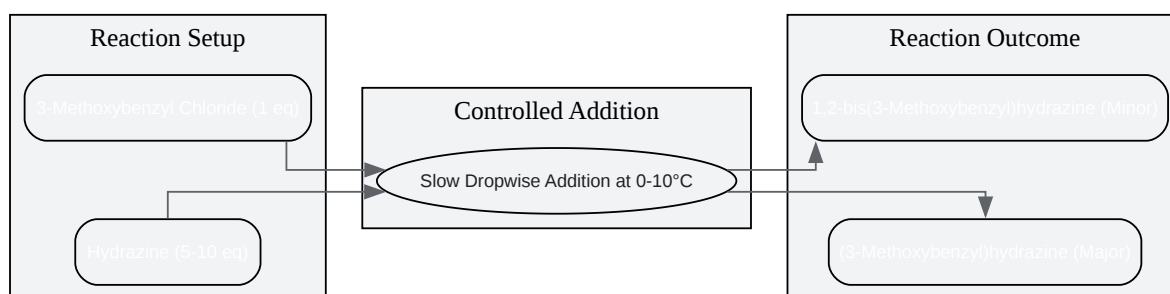 Reaction Setup
3-Methoxybenzyl Chloride (1 eq)
Hydrazine (5-10 eq)
Controlled Addition
Slow Dropwise Addition at 0-10°C
Reaction Outcome
1,2-bis(3-Methoxybenzyl)hydrazine (Minor)
(3-Methoxybenzyl)hydrazine (Major)